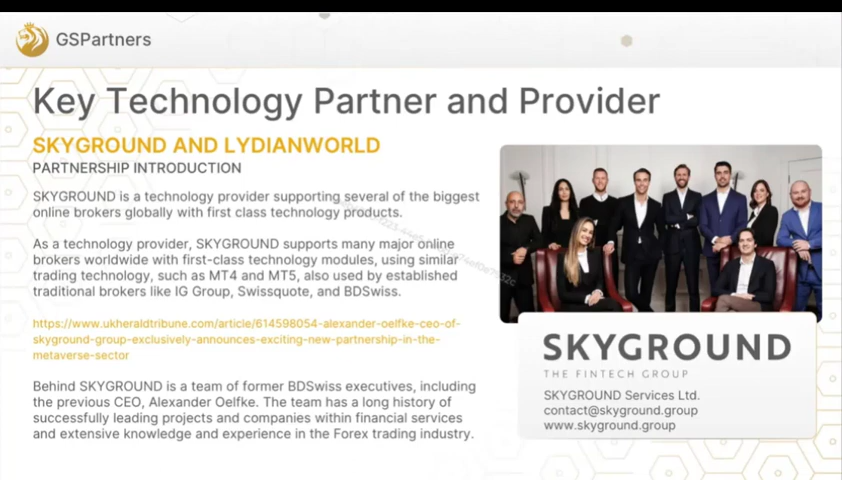 GSPartners
Key Technology Partner and Provider
SKYGROUND AND LYDIANWORLD
PARTNERSHIP INTRODUCTION
SKYGROUND is a technology provider supporting several of the biggest
online brokers globally with first class technology products.
As a technology provider, SKYGROUND supports many major online
brokers worldwide with first-class technology modules, using similar
trading technology, such as MT4 and MT5, also used by established
traditional brokers like IG Group, Swissquote, and BDSwiss.
https://www.ukheraldtribune.com/article/614598054-alexander-oelfke-ceo-of-
skyground-group-exclusively-announces-exciting-new-partnership-in-the-
metaverse-sector
Behind SKYGROUND is a team of former BDSwiss executives, including
the previous CEO, Alexander Oelfke. The team has a long history of
successfully leading projects and companies within financial services
and extensive knowledge and experience in the Forex trading industry.
SKYGROUND
THE FINTECH GROUP
SKYGROUND Services Ltd.
contact@skyground.group
www.skyground.group